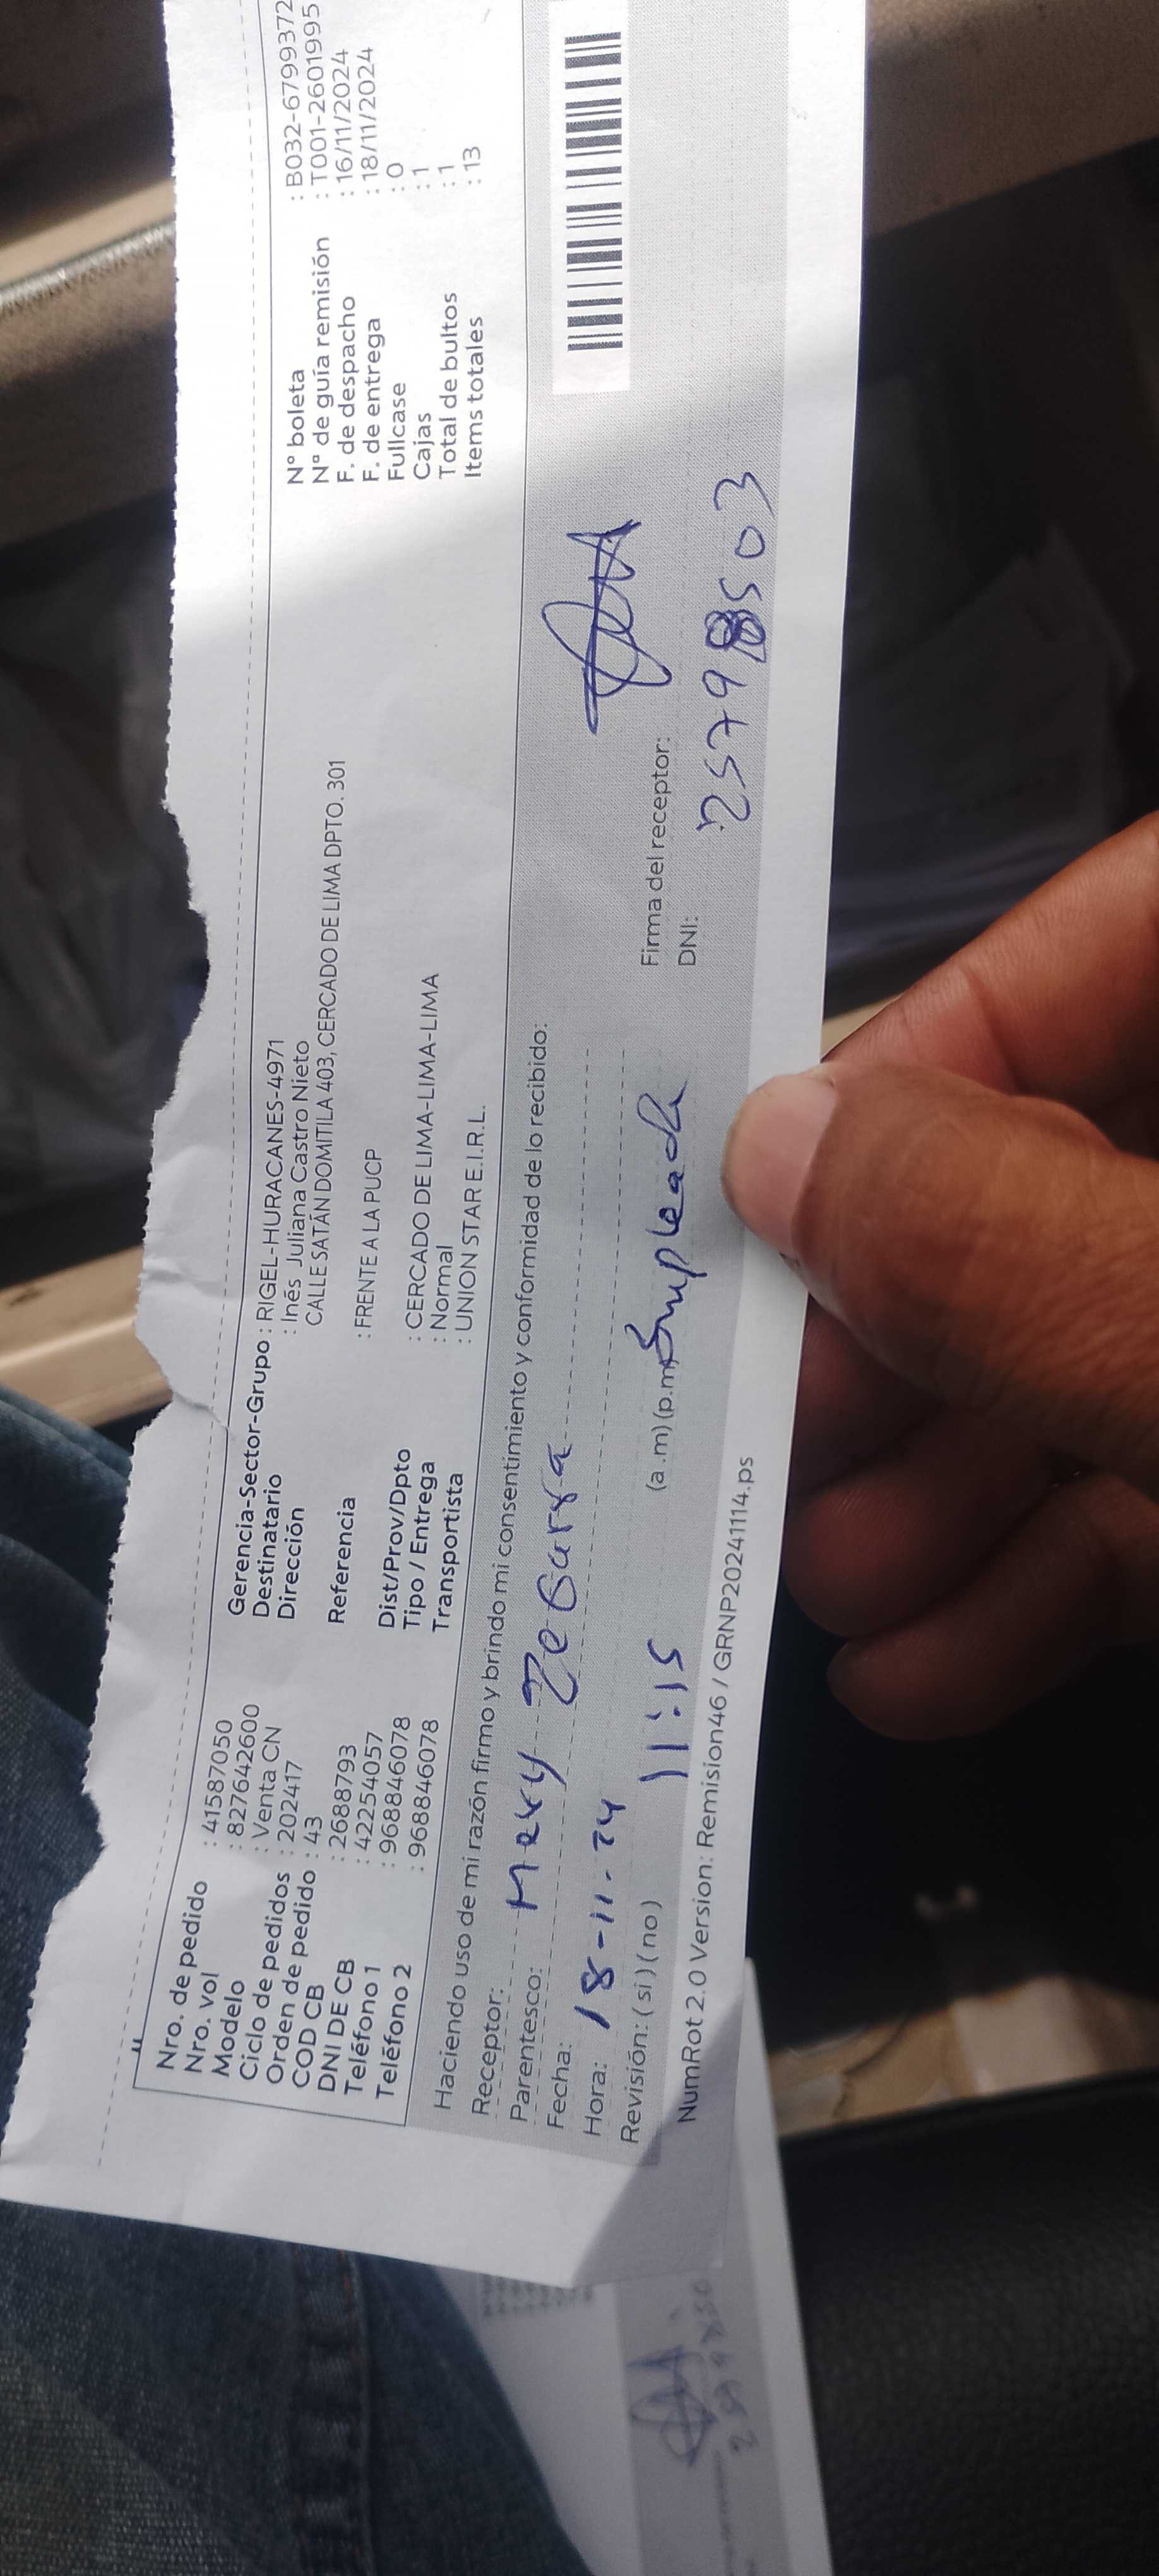 Nro. de pedido : 41587050
Nro. vol : 827642600
Modelo : Venta CN
Ciclo de pedidos : 202417
Orden de pedido : 43
COD CB : 2688793
DNI DE CB : 42254057
Teléfono 1 : 968846078
Teléfono 2 : 968846078
Gerencia-Sector-Grupo : RIGEL-HURACANES-4971
Destinatario : Inés Juliana Castro Nieto
Dirección CALLE SATÁN DOMITILA 403, CERCADO DE LIMA DPTO. 301
Referencia : FRENTE A LA PUCP
Dist/Prov/Dpto : CERCADO DE LIMA-LIMA-LIMA
Tipo / Entrega : Normal
Transportista : UNION STAR E.I.R.L.
N° boleta : B032-6799372
N° de guía remisión : T001-2601995
F. de despacho : 16/11/2024
F. de entrega : 18/11/2024
Fullcase : 0
Cajas : 1
Total de bultos : 1
Items totales : 13
Haciendo uso de mi razón firmo y brindo mi consentimiento y conformidad de lo recibido:
Receptor: Mery Zegarra
Parentesco:
Fecha: 18-11-24
Hora: 11:15 (a.m) (p.m) Empleada
Revisión: (si) (no)
Firma del receptor:
DNI: 25798503
NumRot 2.0 Version: Remision46 / GRNP20241114.ps